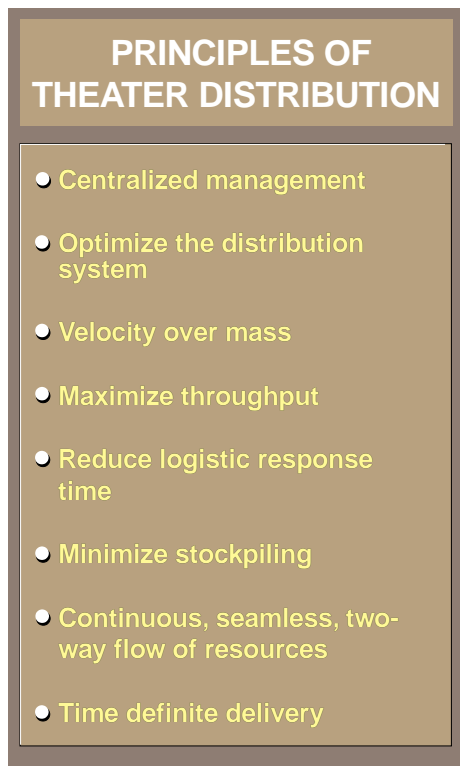 PRINCIPLES OF
THEATER DISTRIBUTION
Centralized management
Optimize the distribution
system
Velocity over mass
Maximize throughput
Reduce logistic response
time
Minimize stockpiling
Continuous, seamless, two-
way flow of resources
Time definite delivery